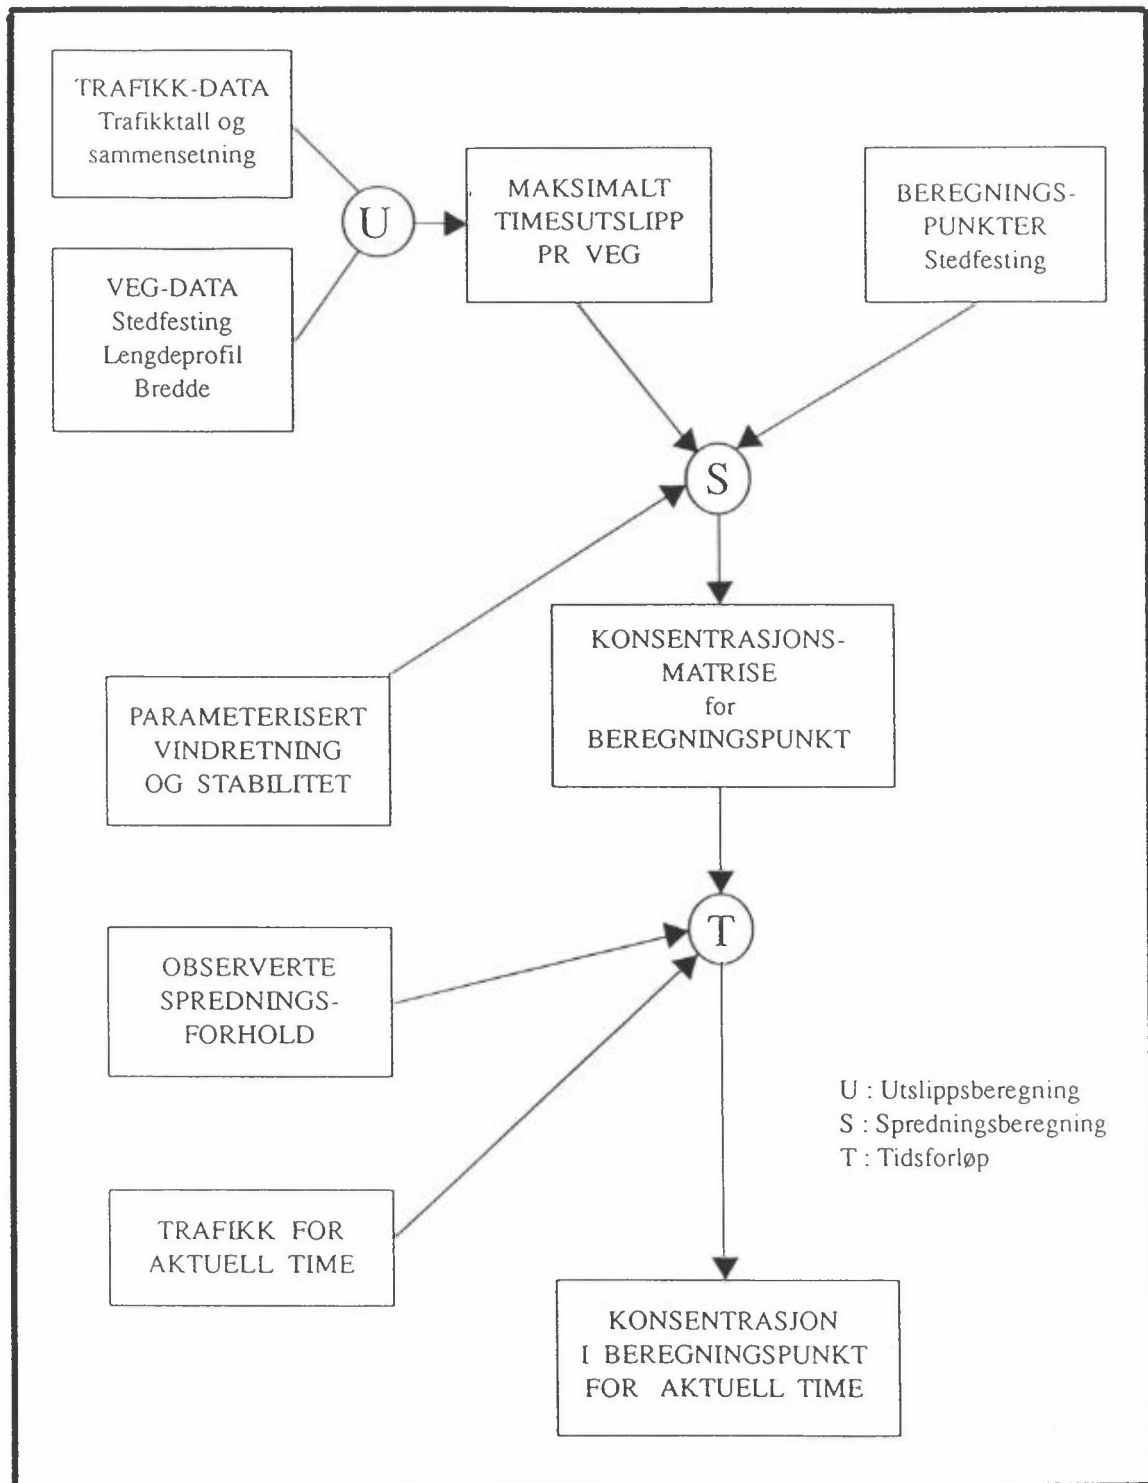 TRAFIKK-DATA
Trafikktall og
sammensetning
U
VEG-DATA
Stedfesting
Lengdeprofil
Bredde
MAKSIMALT
TIMESUTSLIPP
PR VEG
BEREGNINGS-
PUNKTER
Stedfesting
S
PARAMETERISERT
VINDRETNING
OG STABILITET
KONSENTRASJONS-
MATRISE
for
BEREGNINGSPUNKT
T
OBSERVERTE
SPREDNINGS-
FORHOLD
TRAFIKK FOR
AKTUELL TIME
U : Utslippsberegning
S : Spredningsberegning
T : Tidsforløp
KONSENTRASJON
I BEREGNINGSPUNKT
FOR AKTUELL TIME